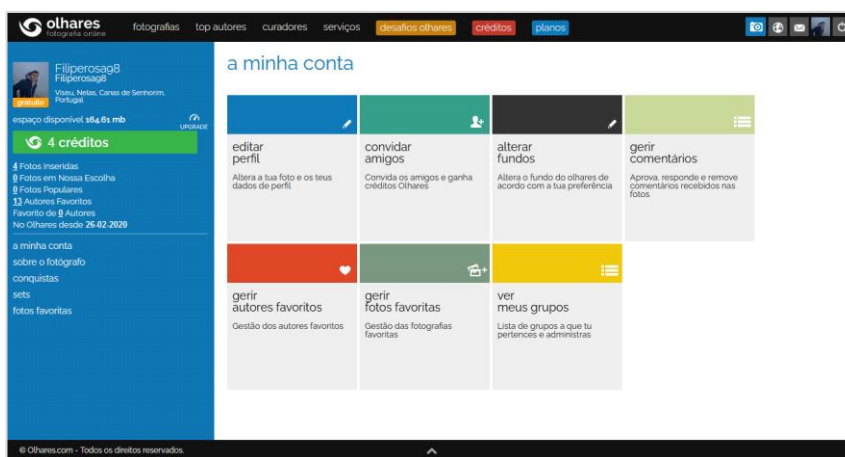 olhares
fotografia online
fotografias top autores curadores serviços desafios olhares créditos planos
Filiperosag8
Filiperosag8
Viseu, Nelas, Canas de Senhorim,
Portugal
gratuito
espaço disponível 164.61 mb
UPGRADE
4 créditos
4 Fotos Inseridas
0 Fotos em Nossa Escolha
0 Fotos Populares
13 Autores Favoritos
Favorito de 0 Autores
No Olhares desde 26-02-2020
a minha conta
sobre o fotógrafo
conquistas
sets
fotos favoritas
a minha conta
editar
perfil
Altera a tua foto e os teus
dados de perfil
convidar
amigos
Convida os amigos e ganha
créditos Olhares
alterar
fundos
Altera o fundo do olhares de
acordo com a tua preferência
gerir
comentários
Aprova, responde e remove
comentários recebidos nas
fotos
gerir
autores favoritos
Gestão dos autores favoritos
gerir
fotos favoritas
Gestão das fotografias
favoritas
ver
meus grupos
Lista de grupos a que tu
pertences e administras
© Olhares.com - Todos os direitos reservados.